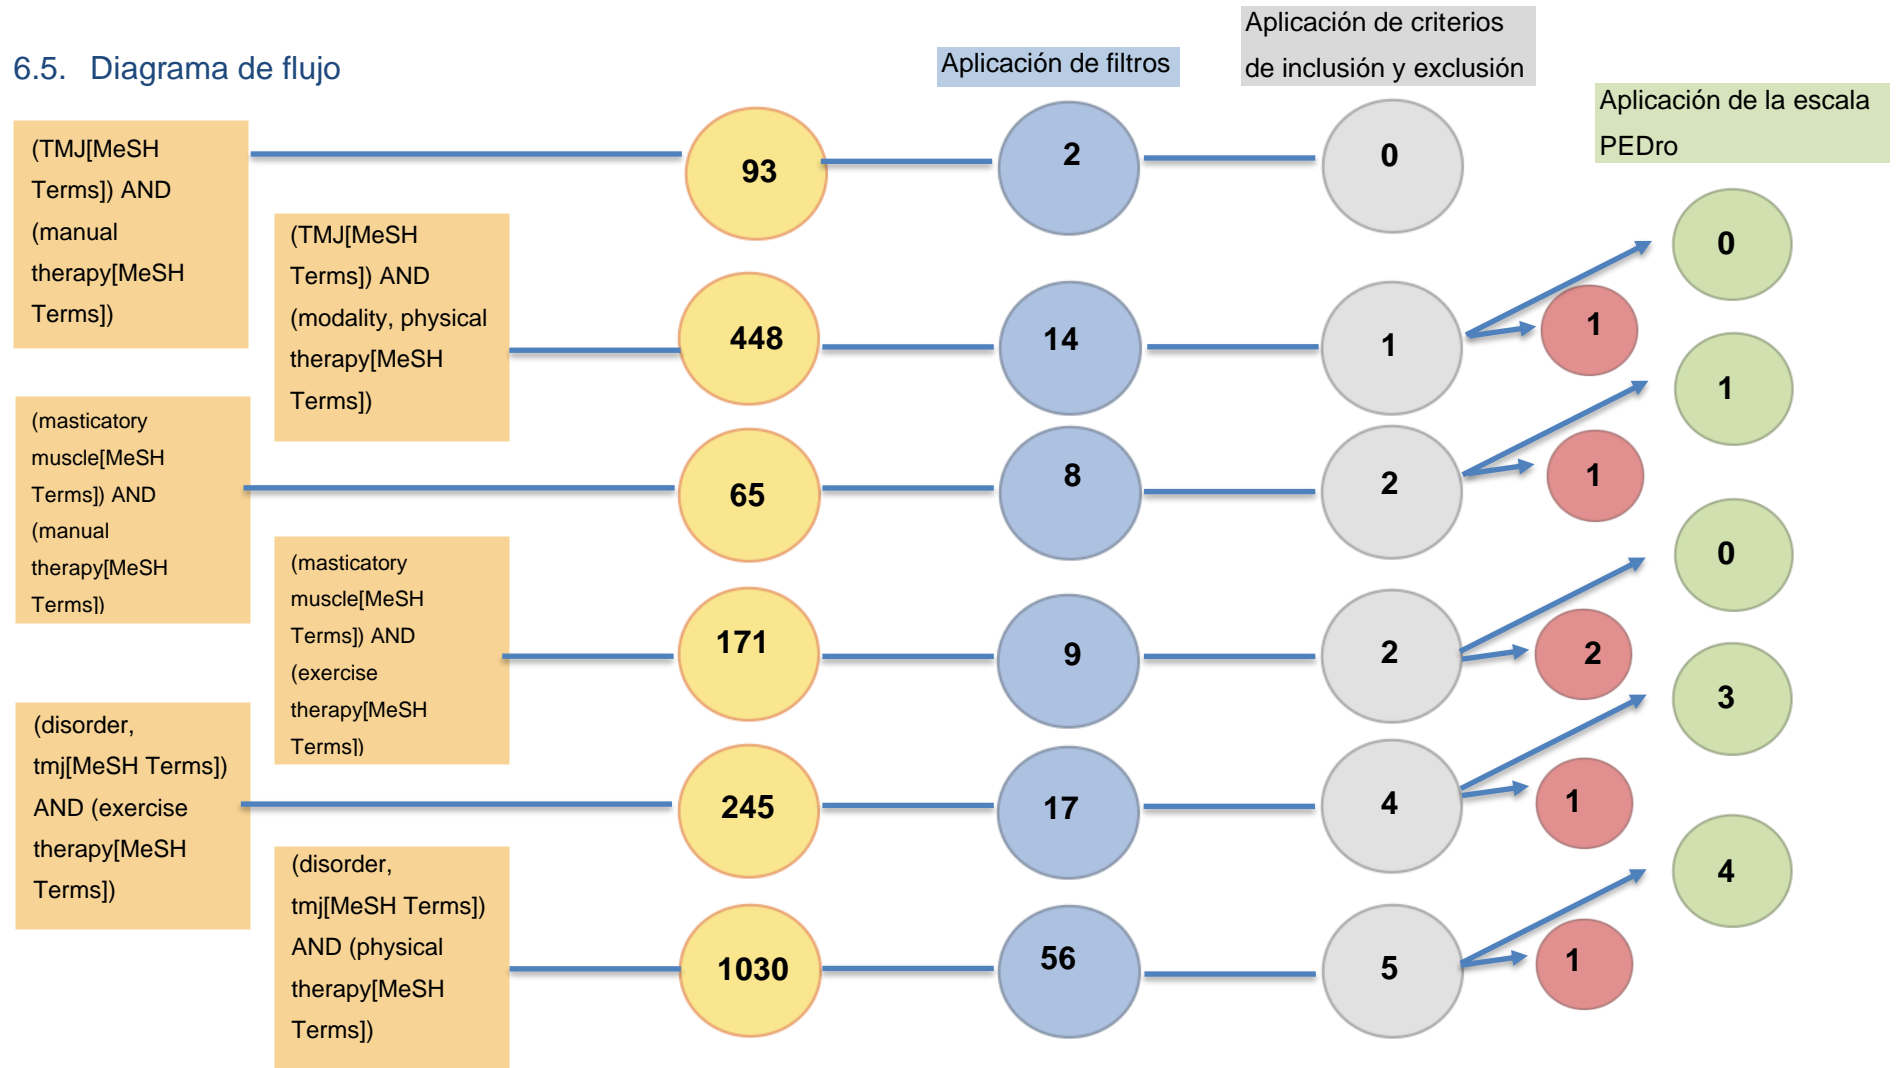 6.5. Diagrama de flujo
Aplicación de filtros
Aplicación de criterios
de inclusión y exclusión
Aplicación de la escala
PEDro
(TMJ[MeSH
Terms]) AND
(manual
therapy[MeSH
Terms])
93
2
0
(TMJ[MeSH
Terms]) AND
(modality, physical
therapy[MeSH
Terms])
448
14
1
0
1
(masticatory
muscle[MeSH
Terms]) AND
(manual
therapy[MeSH
Terms])
65
8
2
1
1
(masticatory
muscle[MeSH
Terms]) AND
(exercise
therapy[MeSH
Terms])
171
9
2
0
2
(disorder,
tmj[MeSH Terms])
AND (exercise
therapy[MeSH
Terms])
245
17
4
3
1
(disorder,
tmj[MeSH Terms])
AND (physical
therapy[MeSH
Terms])
1030
56
5
4
1